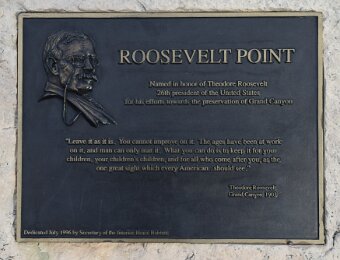 ROOSEVELT POINT
Named in honor of Theodore Roosevelt
26th president of the United States
for his efforts towards the preservation of Grand Canyon
"Leave it as it is. You cannot improve on it. The ages have been at work
on it, and man can only mar it. What you can do is to keep it for your
children, your children's children, and for all who come after you, as the
one great sight which every American should see."
Theodore Roosevelt
Grand Canyon, 1903
Dedicated July 1996 by Secretary of the Interior Bruce Babbitt